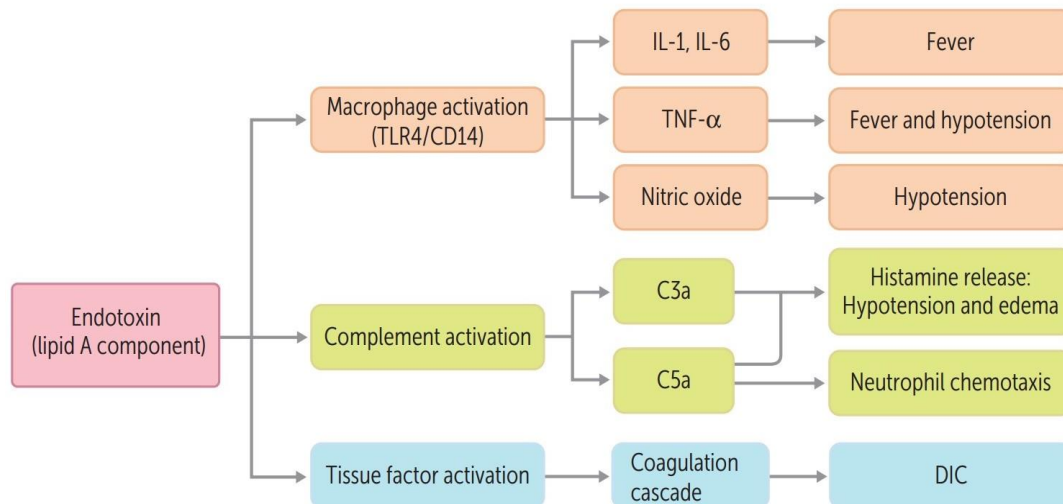 Endotoxin
(lipid A component)
Macrophage activation
(TLR4/CD14)
IL-1, IL-6
Fever
TNF-α
Fever and hypotension
Nitric oxide
Hypotension
Complement activation
C3a
Histamine release:
Hypotension and edema
C5a
Neutrophil chemotaxis
Tissue factor activation
Coagulation
cascade
DIC